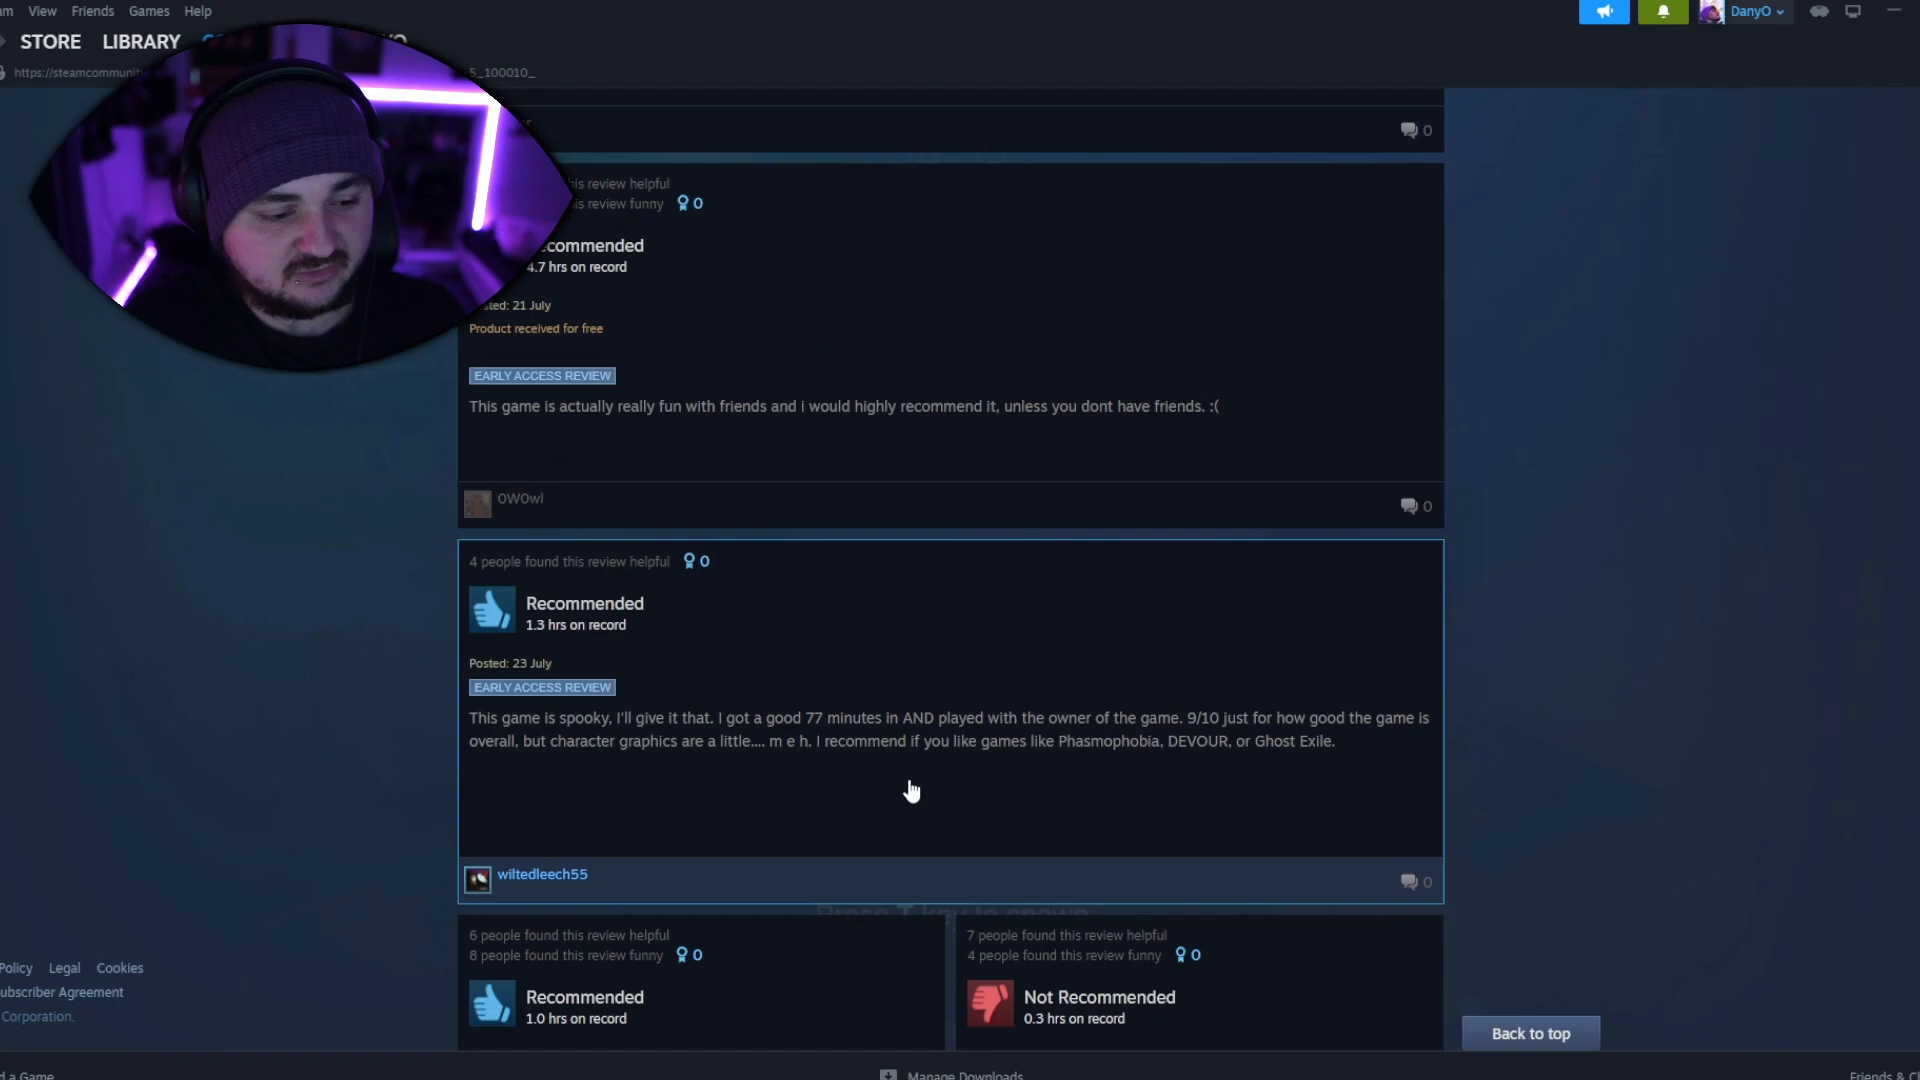 View Friends Games Help
DanyO
STORE LIBRARY
https://steamcommunit
5_100010_
0
his review helpful
is review funny 0
commended
4.7 hrs on record
sted: 21 July
Product received for free
EARLY ACCESS REVIEW
This game is actually really fun with friends and i would highly recommend it, unless you dont have friends. :(
0W0wl
0
4 people found this review helpful 0
Recommended
1.3 hrs on record
Posted: 23 July
EARLY ACCESS REVIEW
This game is spooky, I'll give it that. I got a good 77 minutes in AND played with the owner of the game. 9/10 just for how good the game is
overall, but character graphics are a little.... m e h. I recommend if you like games like Phasmophobia, DEVOUR, or Ghost Exile.
wiltedleech55
0
Press T key to spawn
6 people found this review helpful
8 people found this review funny 0
Recommended
1.0 hrs on record
7 people found this review helpful
4 people found this review funny 0
Not Recommended
0.3 hrs on record
Policy Legal Cookies
ubscriber Agreement
Corporation.
Back to top
d a Game
Manage Downloads
Friends & C